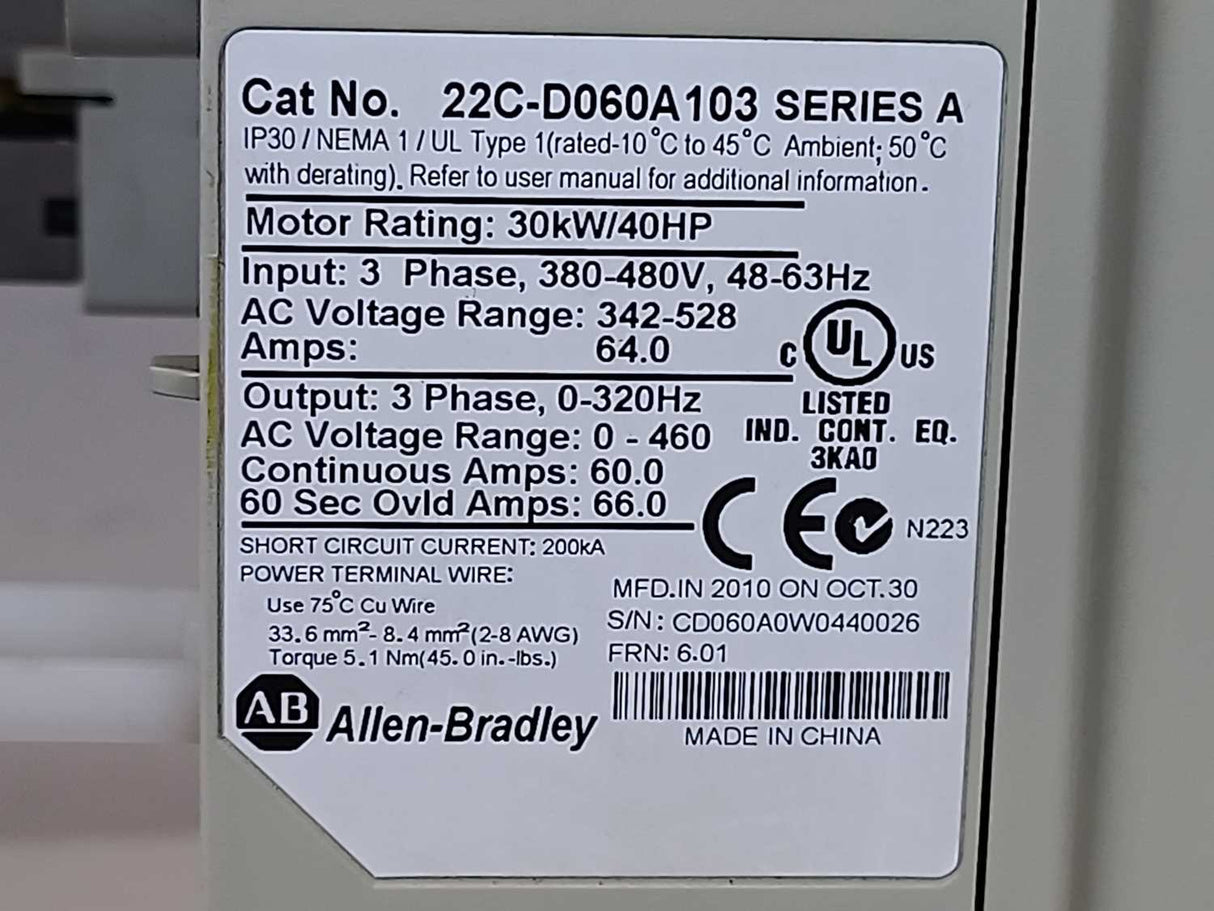 Cat No. 22C-D060A103 SERIES A
IP30 / NEMA 1 / UL Type 1(rated-10°C to 45°C Ambient; 50°C
with derating). Refer to user manual for additional information.
Motor Rating: 30kW/40HP
Input: 3 Phase, 380-480V, 48-63Hz
AC Voltage Range: 342-528
Amps: 64.0
C UL US
LISTED
IND. CONT. EQ.
3KA0
Output: 3 Phase, 0-320Hz
AC Voltage Range: 0 - 460
Continuous Amps: 60.0
60 Sec Ovld Amps: 66.0
CE N223
SHORT CIRCUIT CURRENT: 200kA
POWER TERMINAL WIRE:
Use 75°C Cu Wire
33.6 mm²- 8.4 mm²(2-8 AWG)
Torque 5.1 Nm(45.0 in.-lbs.)
MFD.IN 2010 ON OCT.30
S/N: CD060A0W0440026
FRN: 6.01
AB Allen-Bradley
MADE IN CHINA